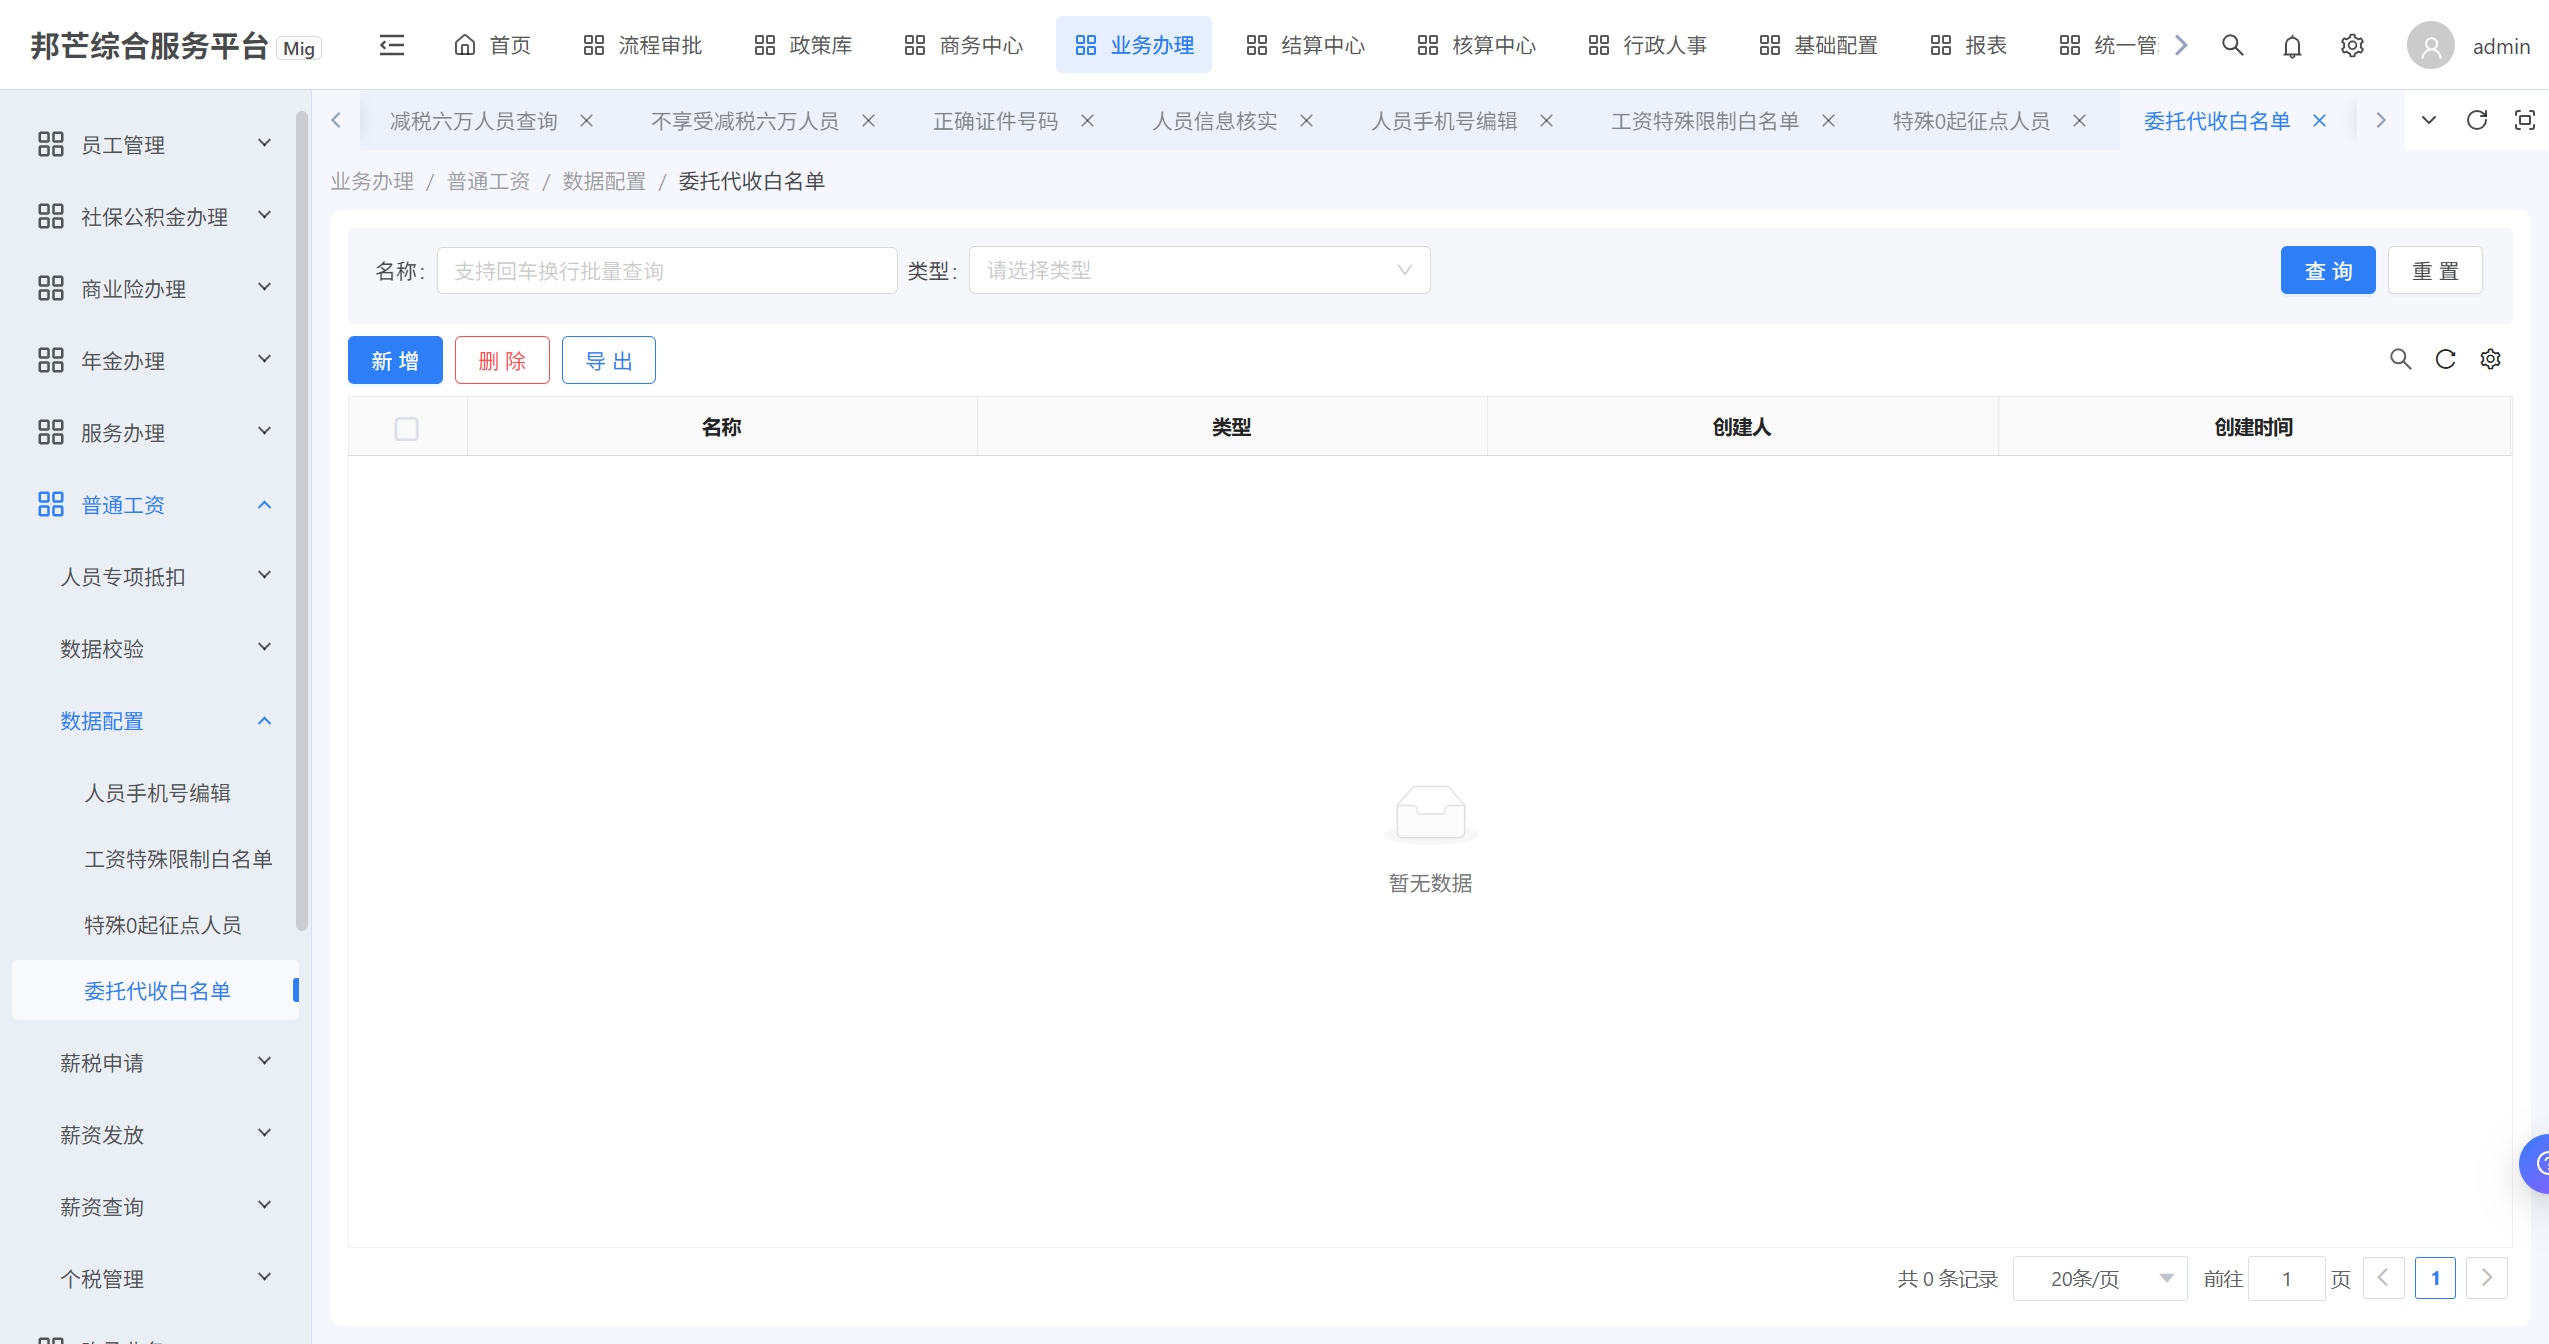 邦芒综合服务平台 Mig
首页 流程审批 政策库 商务中心 业务办理 结算中心 核算中心 行政人事 基础配置 报表 统一管
admin
减税六万人员查询 不享受减税六万人员 正确证件号码 人员信息核实 人员手机号编辑 工资特殊限制白名单 特殊0起征点人员 委托代收白名单
员工管理
社保公积金办理
商业险办理
年金办理
服务办理
普通工资
人员专项抵扣
数据校验
数据配置
人员手机号编辑
工资特殊限制白名单
特殊0起征点人员
委托代收白名单
薪税申请
薪资发放
薪资查询
个税管理
业务办理 / 普通工资 / 数据配置 / 委托代收白名单
名称: 支持回车换行批量查询 类型: 请选择类型 查 询 重 置
新 增 删 除 导 出
名称 类型 创建人 创建时间
暂无数据
共 0 条记录 20条/页 前往 1 页 1